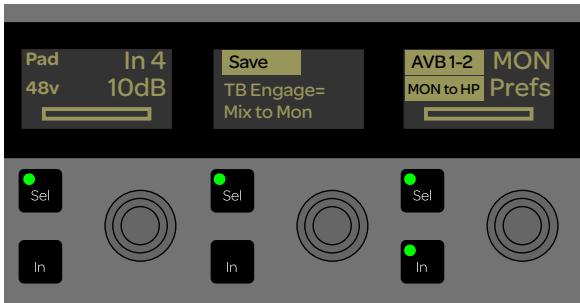 Pad In 4
48v 10dB
Save
TB Engage=
Mix to Mon
AVB 1-2 MON
MON to HP Prefs
Sel
Sel
Sel
In
In
In